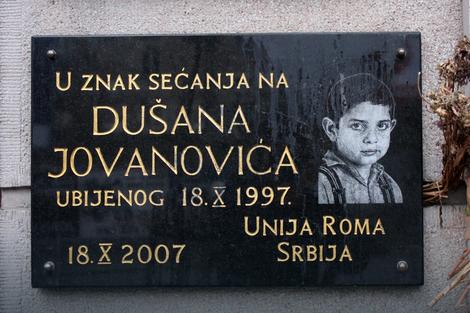 U ZNAK SEĆANJA NA
DUŠANA
JOVANOVIĆA
UBIJENOG 18.X 1997.
UNIJA ROMA
SRBIJA
18.X 2007